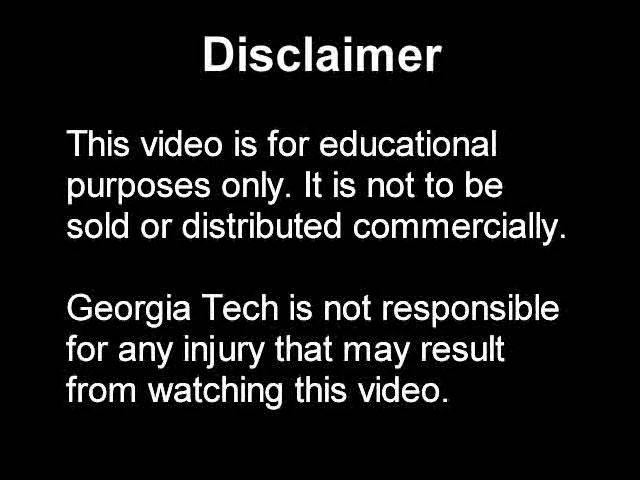 Disclaimer
This video is for educational
purposes only. It is not to be
sold or distributed commercially.
Georgia Tech is not responsible
for any injury that may result
from watching this video.